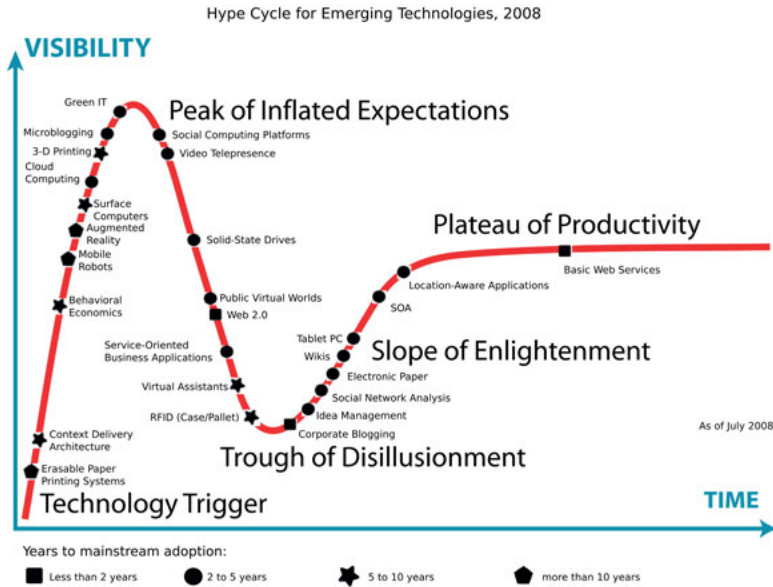 Hype Cycle for Emerging Technologies, 2008
VISIBILITY
Green IT
Peak of Inflated Expectations
Microblogging
Social Computing Platforms
3-D Printing
Video Telepresence
Cloud
Computing
Surface
Computers
Augmented
Reality
Mobile
Robots
Behavioral
Economics
Solid-State Drives
Public Virtual Worlds
Web 2.0
Service-Oriented
Business Applications
Virtual Assistants
RFID (Case/Pallet)
Context Delivery
Architecture
Erasable Paper
Printing Systems
Technology Trigger
Plateau of Productivity
Basic Web Services
Location-Aware Applications
SOA
Tablet PC
Wikis
Slope of Enlightenment
Electronic Paper
Social Network Analysis
Idea Management
Corporate Blogging
Trough of Disillusionment
As of July 2008
TIME
Years to mainstream adoption:
Less than 2 years
2 to 5 years
5 to 10 years
more than 10 years